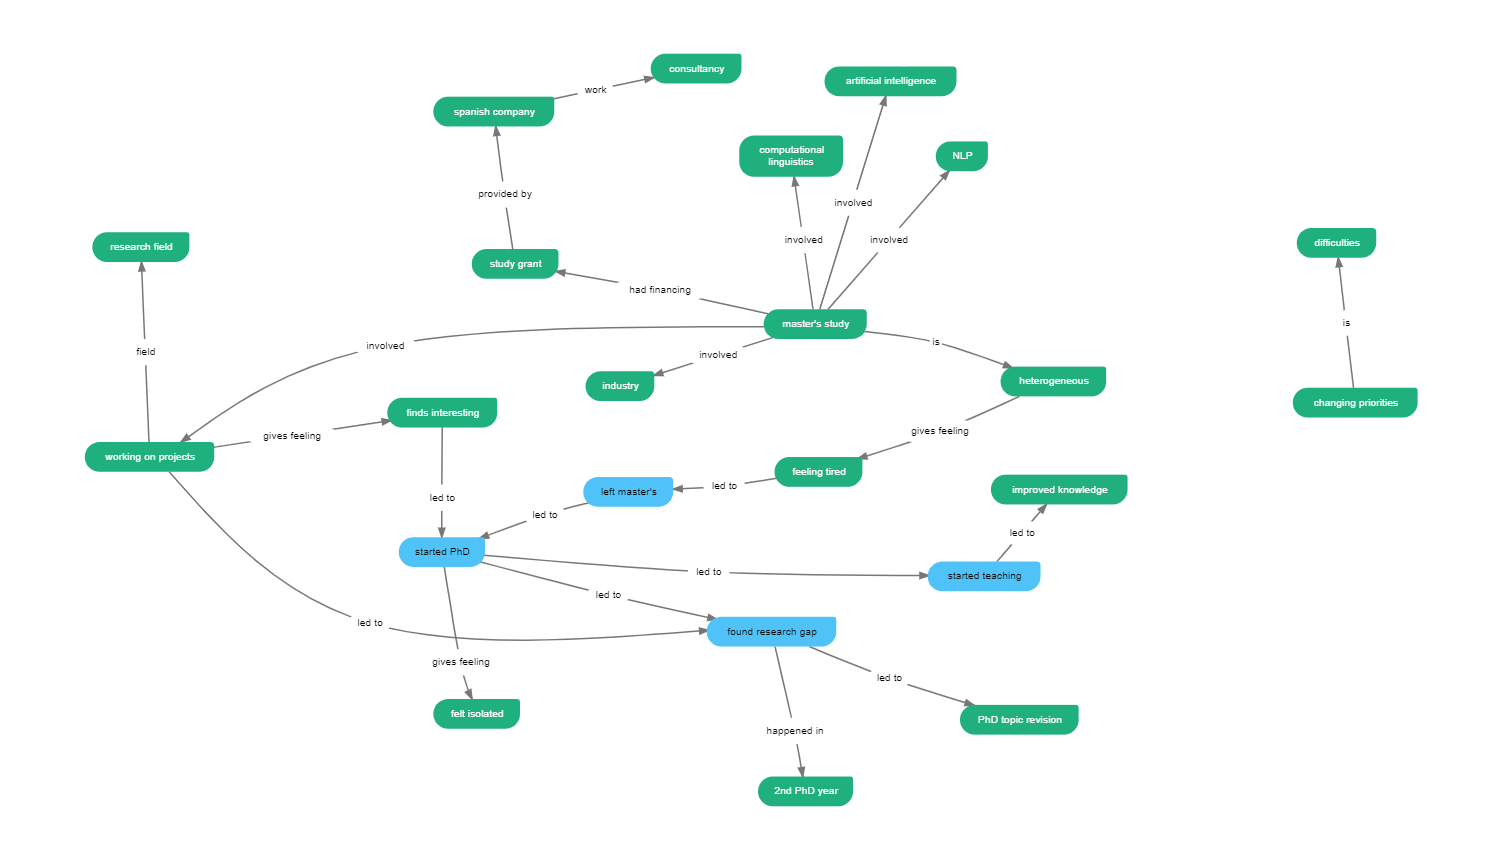 consultancy
artificial intelligence
work
spanish company
computational
linguistics
NLP
provided by
involved
involved
involved
research field
difficulties
study grant
had financing
master's study
is
involved
is
field
involved
industry
heterogeneous
changing priorities
finds interesting
gives feeling
gives feeling
working on projects
feeling tired
led to
left master's
improved knowledge
led to
led to
led to
started PhD
led to
started teaching
led to
led to
found research gap
gives feeling
led to
felt isolated
PhD topic revision
happened in
2nd PhD year